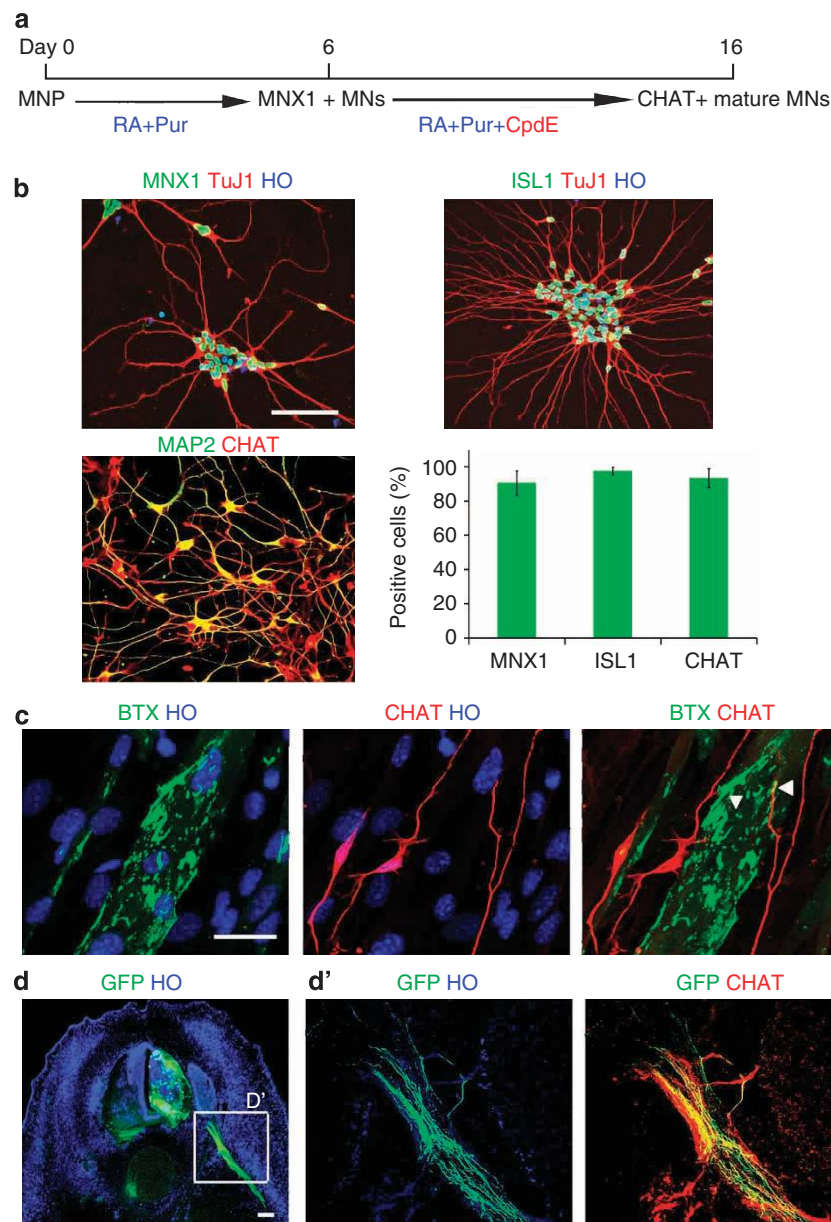 a
Day 0 6 16
MNP MNX1 + MNs CHAT+ mature MNs
RA+Pur RA+Pur+CpdE
b
MNX1 TuJ1 HO ISL1 TuJ1 HO
MAP2 CHAT
Positive cells (%)
100
80
60
40
20
0
MNX1 ISL1 CHAT
c
BTX HO CHAT HO BTX CHAT
d GFP HO d' GFP HO GFP CHAT
D'